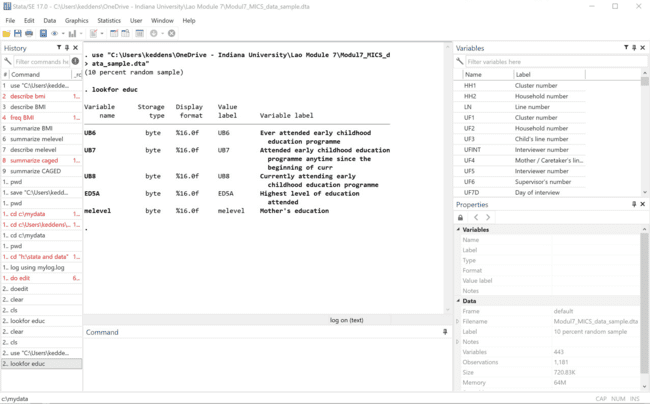 Stata/SE 17.0 - C:\Users\keddens\OneDrive - Indiana University\Lao Module 7\Modul7_MICS_data_sample.dta
File Edit Data Graphics Statistics User Window Help
History
Filter commands he...
# Command _rc
1 use "C:\Users\kedde...
2 describe bmi 1...
3 describe BMI
4 freq BMI 1...
5 summarize BMI
6 summarize melevel
7 describe melevel
8 summarize caged 1...
9 summarize CAGED
1.. pwd
1.. save "C:\Users\kedde...
1.. cd c:\mydata 1...
1.. cd c:\Users\kedde\... 1...
1.. cd c:\mydata
1.. pwd
1.. cd "h:\stata and data" 1...
1.. log using mylog.log
1.. do edit 6...
2.. doedit
2.. clear
2.. cls
2.. lookfor educ
2.. clear
2.. cls
2.. use "C:\Users\kedde...
2.. lookfor educ
. use "C:\Users\keddens\OneDrive - Indiana University\Lao Module 7\Modul7_MICS_d
> ata_sample.dta"
(10 percent random sample)
. lookfor educ
Variable Storage Display Value
name type format label Variable label
UB6 byte %16.0f UB6 Ever attended early childhood
education programme
UB7 byte %16.0f UB7 Attended early childhood education
programme anytime since the
beginning of curr
UB8 byte %16.0f UB8 Currently attending early
childhood education programme
ED5A byte %16.0f ED5A Highest level of education
attended
melevel byte %16.0f melevel Mother's education
.
log on (text)
Command
Variables
Filter variables here
Name Label
HH1 Cluster number
HH2 Household number
LN Line number
UF1 Cluster number
UF2 Household number
UF3 Child's line number
UFINT Interviewer number
UF4 Mother / Caretaker's lin...
UF5 Interviewer number
UF6 Supervisor's number
UF7D Day of interview
Properties
Variables
Name
Label
Type
Format
Value label
Notes
Data
Frame default
Filename Modul7_MICS_data_sample.dta
Label 10 percent random sample
Notes
Variables 443
Observations 1,181
Size 720.83K
Memory 64M
c:\mydata
CAP NUM INS